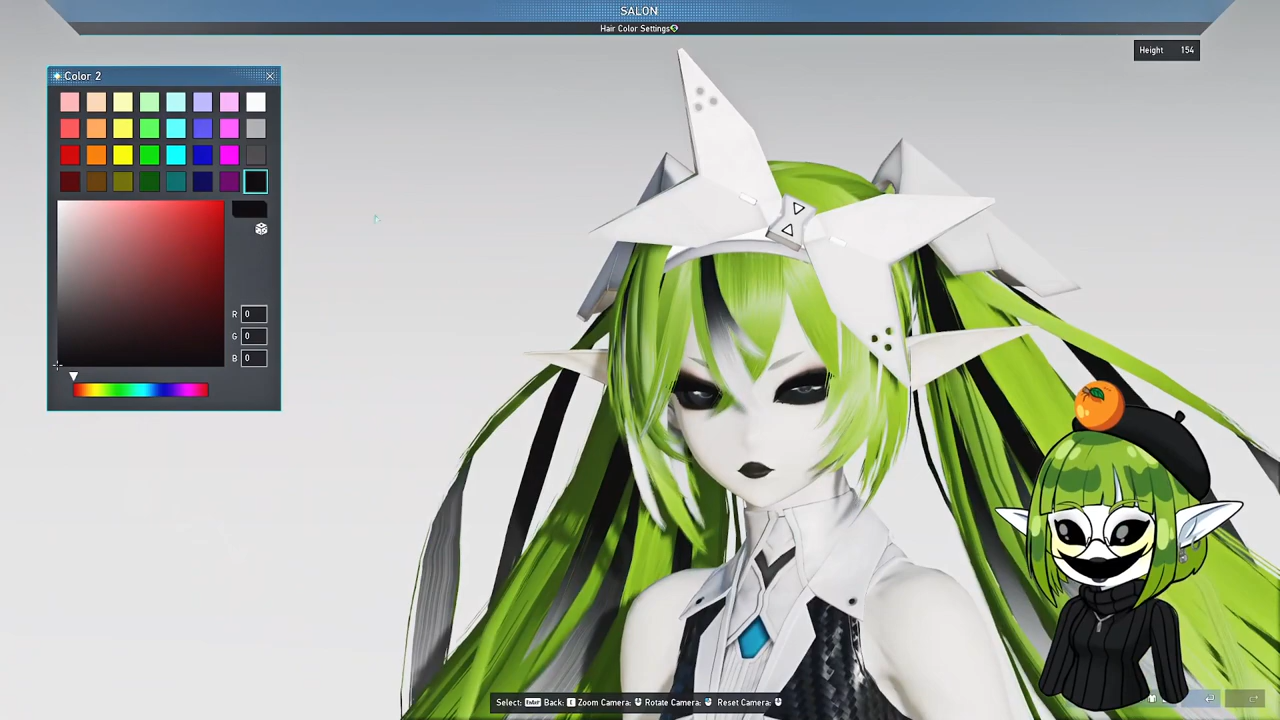 SALON
Hair Color Settings
Height 154
Color 2
R 0
G 0
B 0
Select: Enter Back: Zoom Camera: Rotate Camera: Reset Camera: